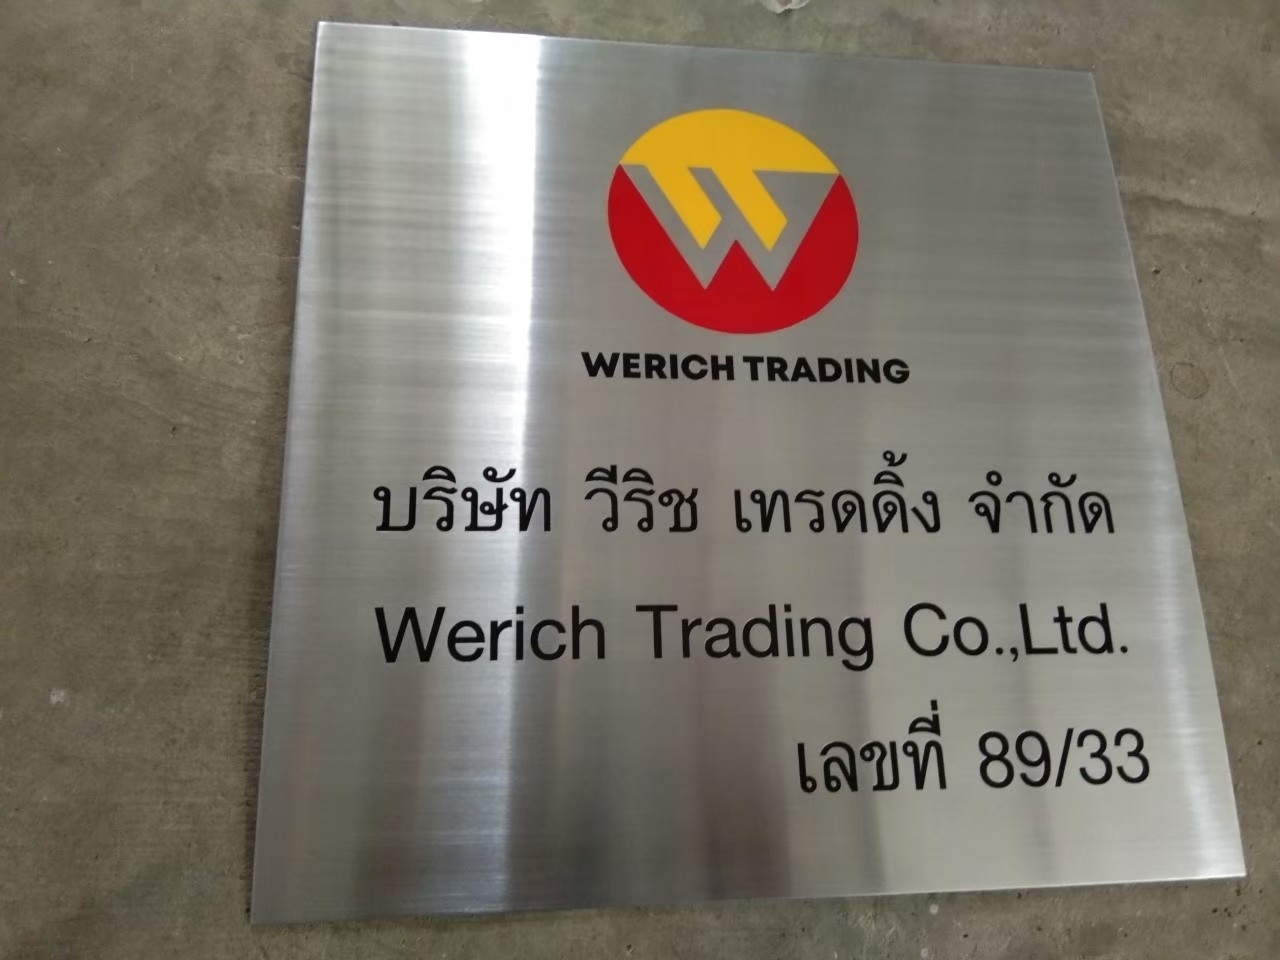 WERICH TRADING
บริษัท วีริช เทรดดิ้ง จำกัด
Werich Trading Co.,Ltd.
เลขที่ 89/33